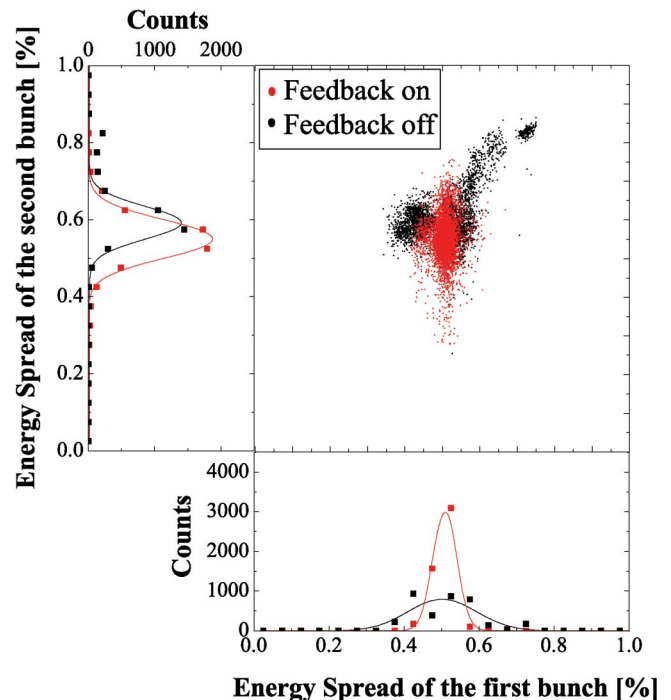 Counts
0 1000 2000
Energy Spread of the second bunch [%]
1.0
0.8
0.6
0.4
0.2
0.0
Feedback on
Feedback off
Counts
4000
3000
2000
1000
0
0.0 0.2 0.4 0.6 0.8 1.0
Energy Spread of the first bunch [%]